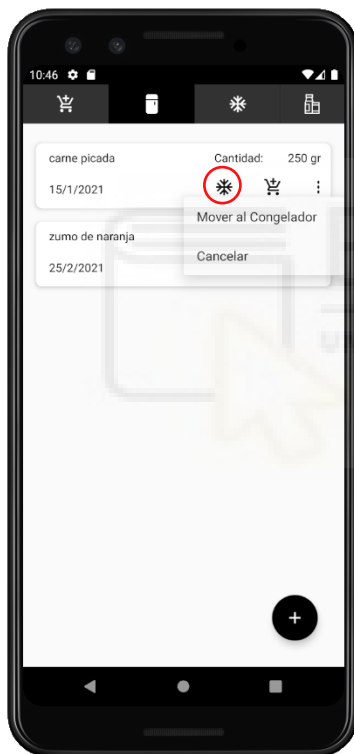 10:46
carne picada Cantidad: 250 gr
15/1/2021
Mover al Congelador
zumo de naranja
Cancelar
25/2/2021